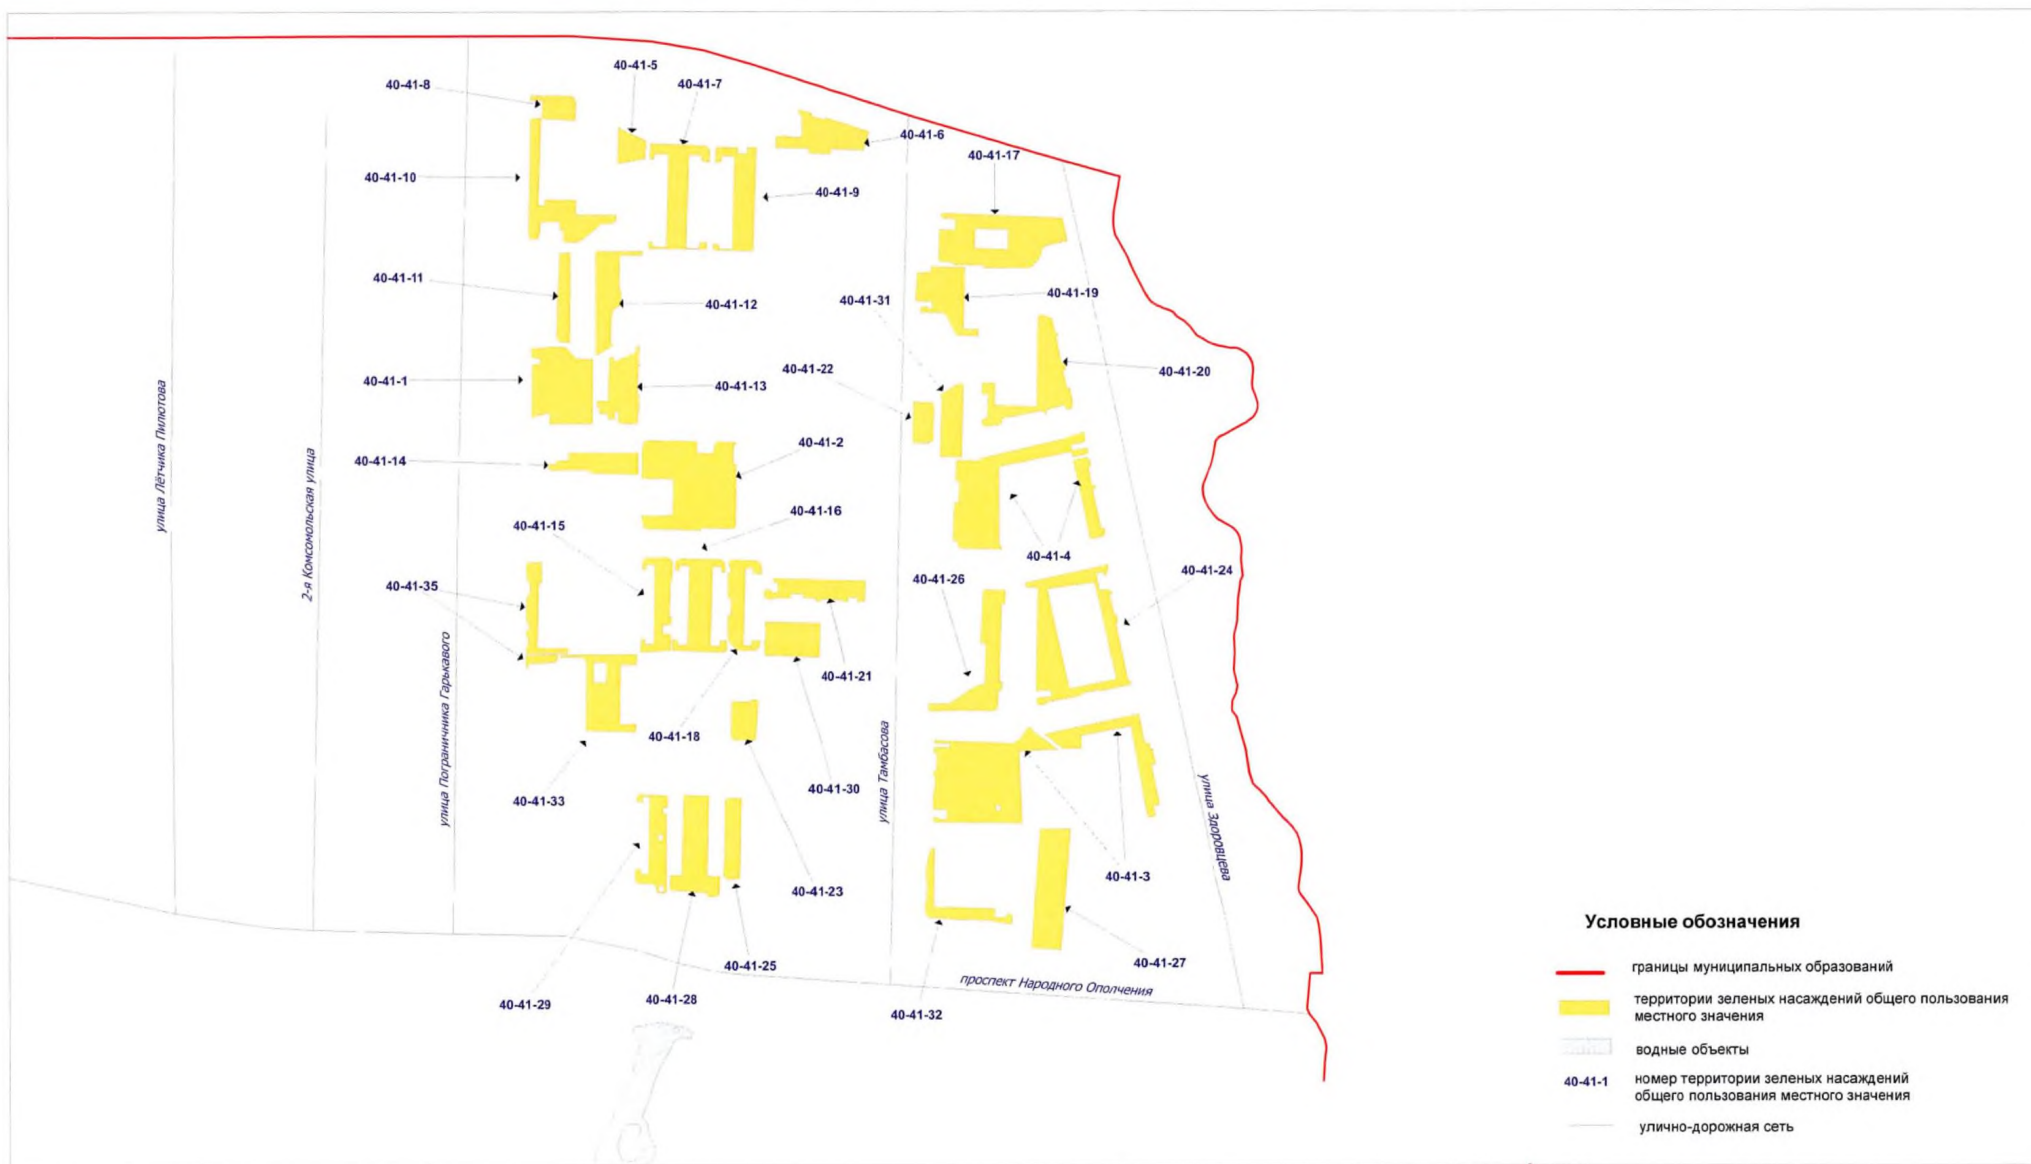 40-41-5
40-41-7
40-41-8
40-41-6
40-41-17
40-41-10
40-41-9
40-41-11
40-41-12
40-41-31
40-41-19
40-41-22
40-41-20
40-41-1
40-41-13
40-41-2
40-41-14
40-41-16
40-41-15
40-41-4
40-41-24
40-41-26
40-41-35
40-41-21
40-41-18
40-41-30
40-41-33
40-41-3
40-41-23
40-41-25
40-41-27
40-41-29
40-41-28
40-41-32
улица Лётчика Пилютова
2-я Комсомольская улица
улица Пограничника Гарькавого
улица Тамбасова
улица Здоровцева
проспект Народного Ополчения
Условные обозначения
границы муниципальных образований
территории зеленых насаждений общего пользования
местного значения
водные объекты
40-41-1 номер территории зеленых насаждений
общего пользования местного значения
улично-дорожная сеть